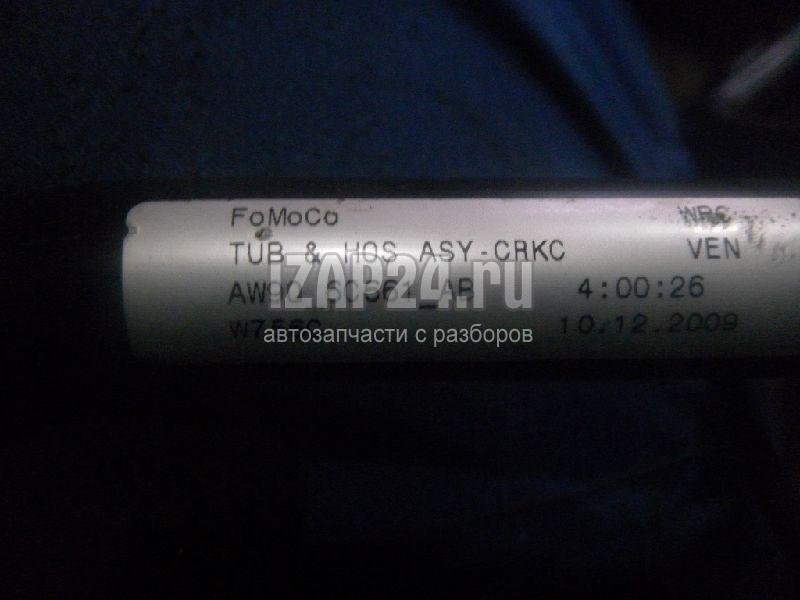 FoMoCo
TUB & HOS ASY-CRKC VEN
4:00:26
10.12.2009
IZAP24.ru
автозапчасти с разборов